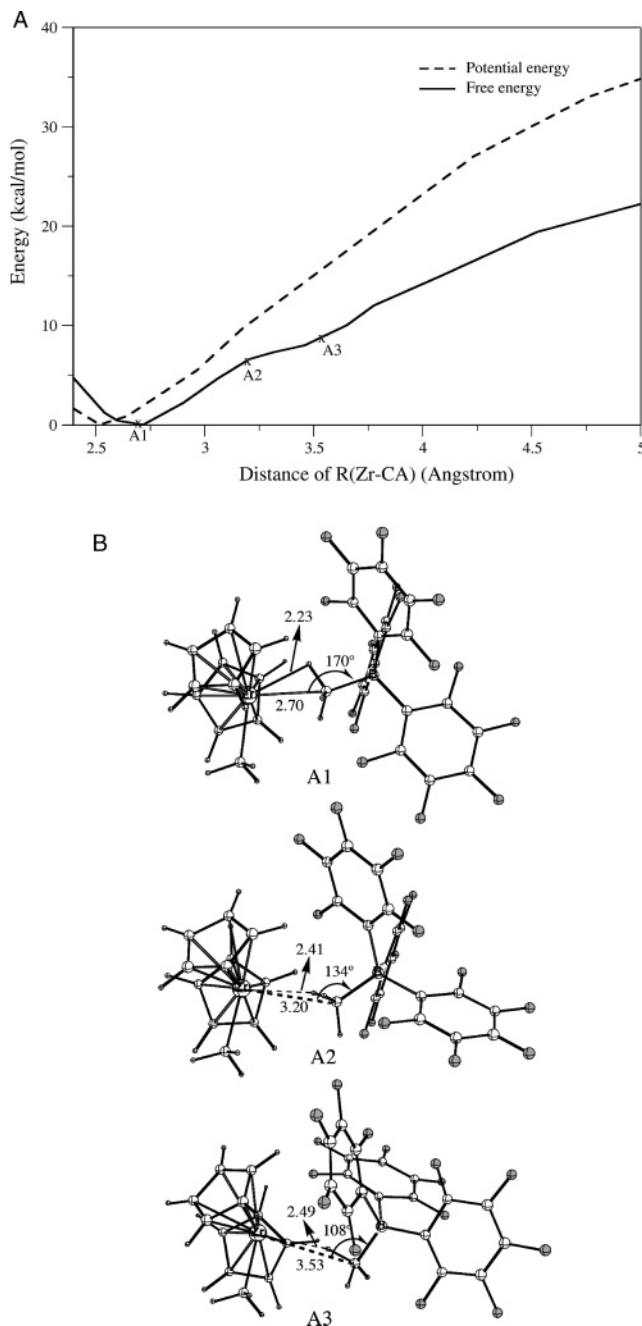 A
40
30
20
10
0
Energy (kcal/mol)
Potential energy
Free energy
A1
A2
A3
2.5
3
3.5
4
4.5
5
Distance of R(Zr-CA) (Angstrom)
B
2.23
170°
2.70
A1
2.41
134°
3.20
A2
2.49
108°
3.53
A3